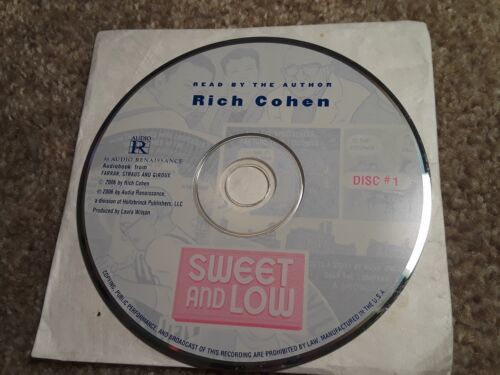 READ BY THE AUTHOR
Rich Cohen
AUDIO
R
An AUDIO RENAISSANCE
Audiobook from
FARRAR, STRAUS AND GIROUX
© 2006 by Rich Cohen
℗ 2006 by Audio Renaissance,
a division of Holtzbrinck Publishers, LLC
Produced by Laura Wilson
DISC #1
SWEET
AND LOW
COPYING, PUBLIC PERFORMANCE, AND BROADCAST OF THIS RECORDING ARE PROHIBITED BY LAW. MANUFACTURED IN THE U.S.A.